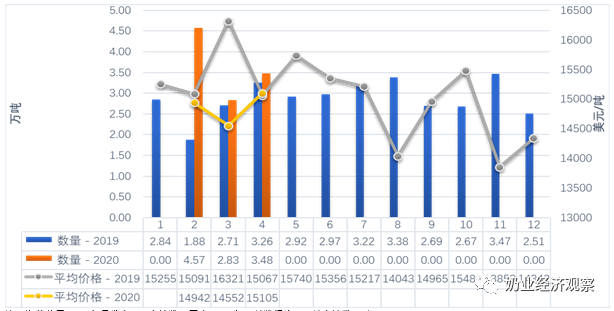 5.00 16500
4.50 16000
4.00
3.50 15500
3.00
2.50 15000
2.00 14500
1.50
1.00 14000
0.50 13500
0.00 13000
万吨
美元/吨
1 2 3 4 5 6 7 8 9 10 11 12
数量 - 2019 2.84 1.88 2.71 3.26 2.92 2.97 3.22 3.38 2.69 2.67 3.47 2.51
数量 - 2020 0.00 4.57 2.83 3.48 0.00 0.00 0.00 0.00 0.00 0.00 0.00 0.00
平均价格 - 2019 15255 15091 16321 15067 15740 15356 15217 14043 14965
平均价格 - 2020 14942 14552 15105
奶业经济观察